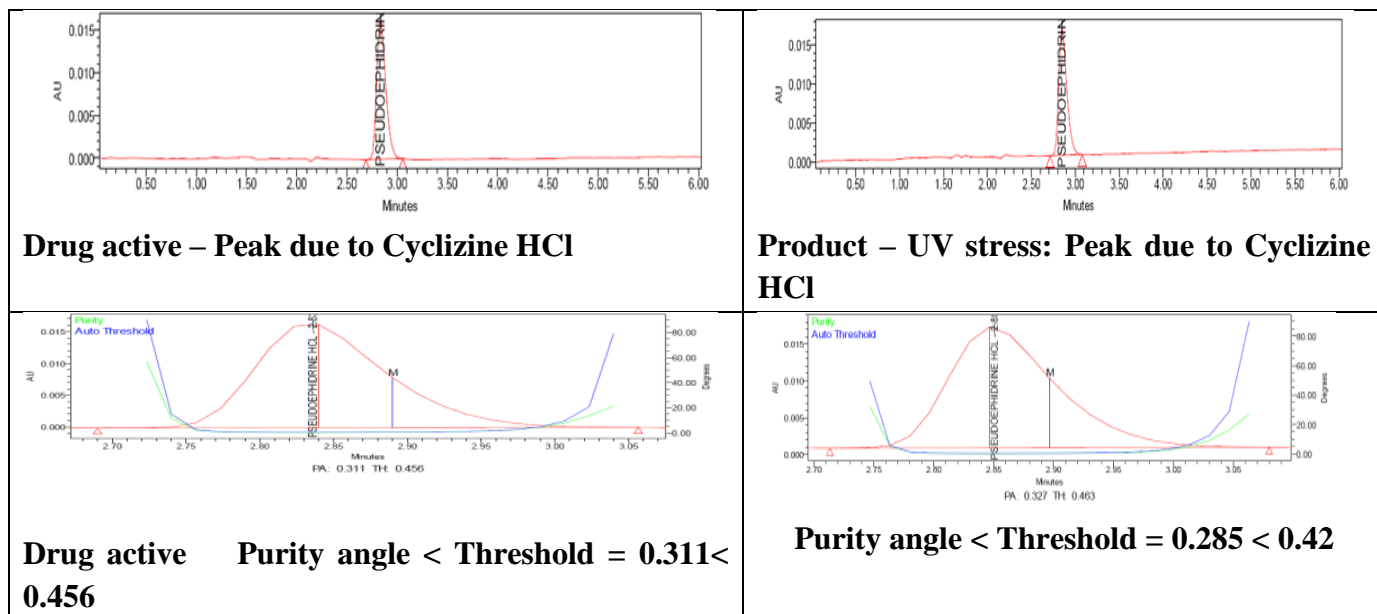 0.015
0.010
0.005
0.000
AU
PSEUDOEPHIDRIN
0.50 1.00 1.50 2.00 2.50 3.00 3.50 4.00 4.50 5.00 5.50 6.00
Minutes
Drug active – Peak due to Cyclizine HCl
0.015
0.010
0.005
0.000
AU
PSEUDOEPHIDRIN
0.50 1.00 1.50 2.00 2.50 3.00 3.50 4.00 4.50 5.00 5.50 6.00
Minutes
Product – UV stress: Peak due to Cyclizine
HCl
Purity
Auto Threshold
0.015
0.010
0.005
0.000
AU
PSEUDOEPHIDRINE HCL
M
80.00
60.00
40.00
20.00
0.00
Degrees
2.70 2.75 2.80 2.85 2.90 2.95 3.00 3.05
Minutes
PA: 0.311 TH: 0.456
Drug active Purity angle < Threshold = 0.311<
0.456
Purity
Auto Threshold
0.015
0.010
0.005
0.000
AU
PSEUDOEPHIDRINE HCL
M
80.00
60.00
40.00
20.00
0.00
Degrees
2.70 2.75 2.80 2.85 2.90 2.95 3.00 3.05
Minutes
PA: 0.327 TH: 0.463
Purity angle < Threshold = 0.285 < 0.42